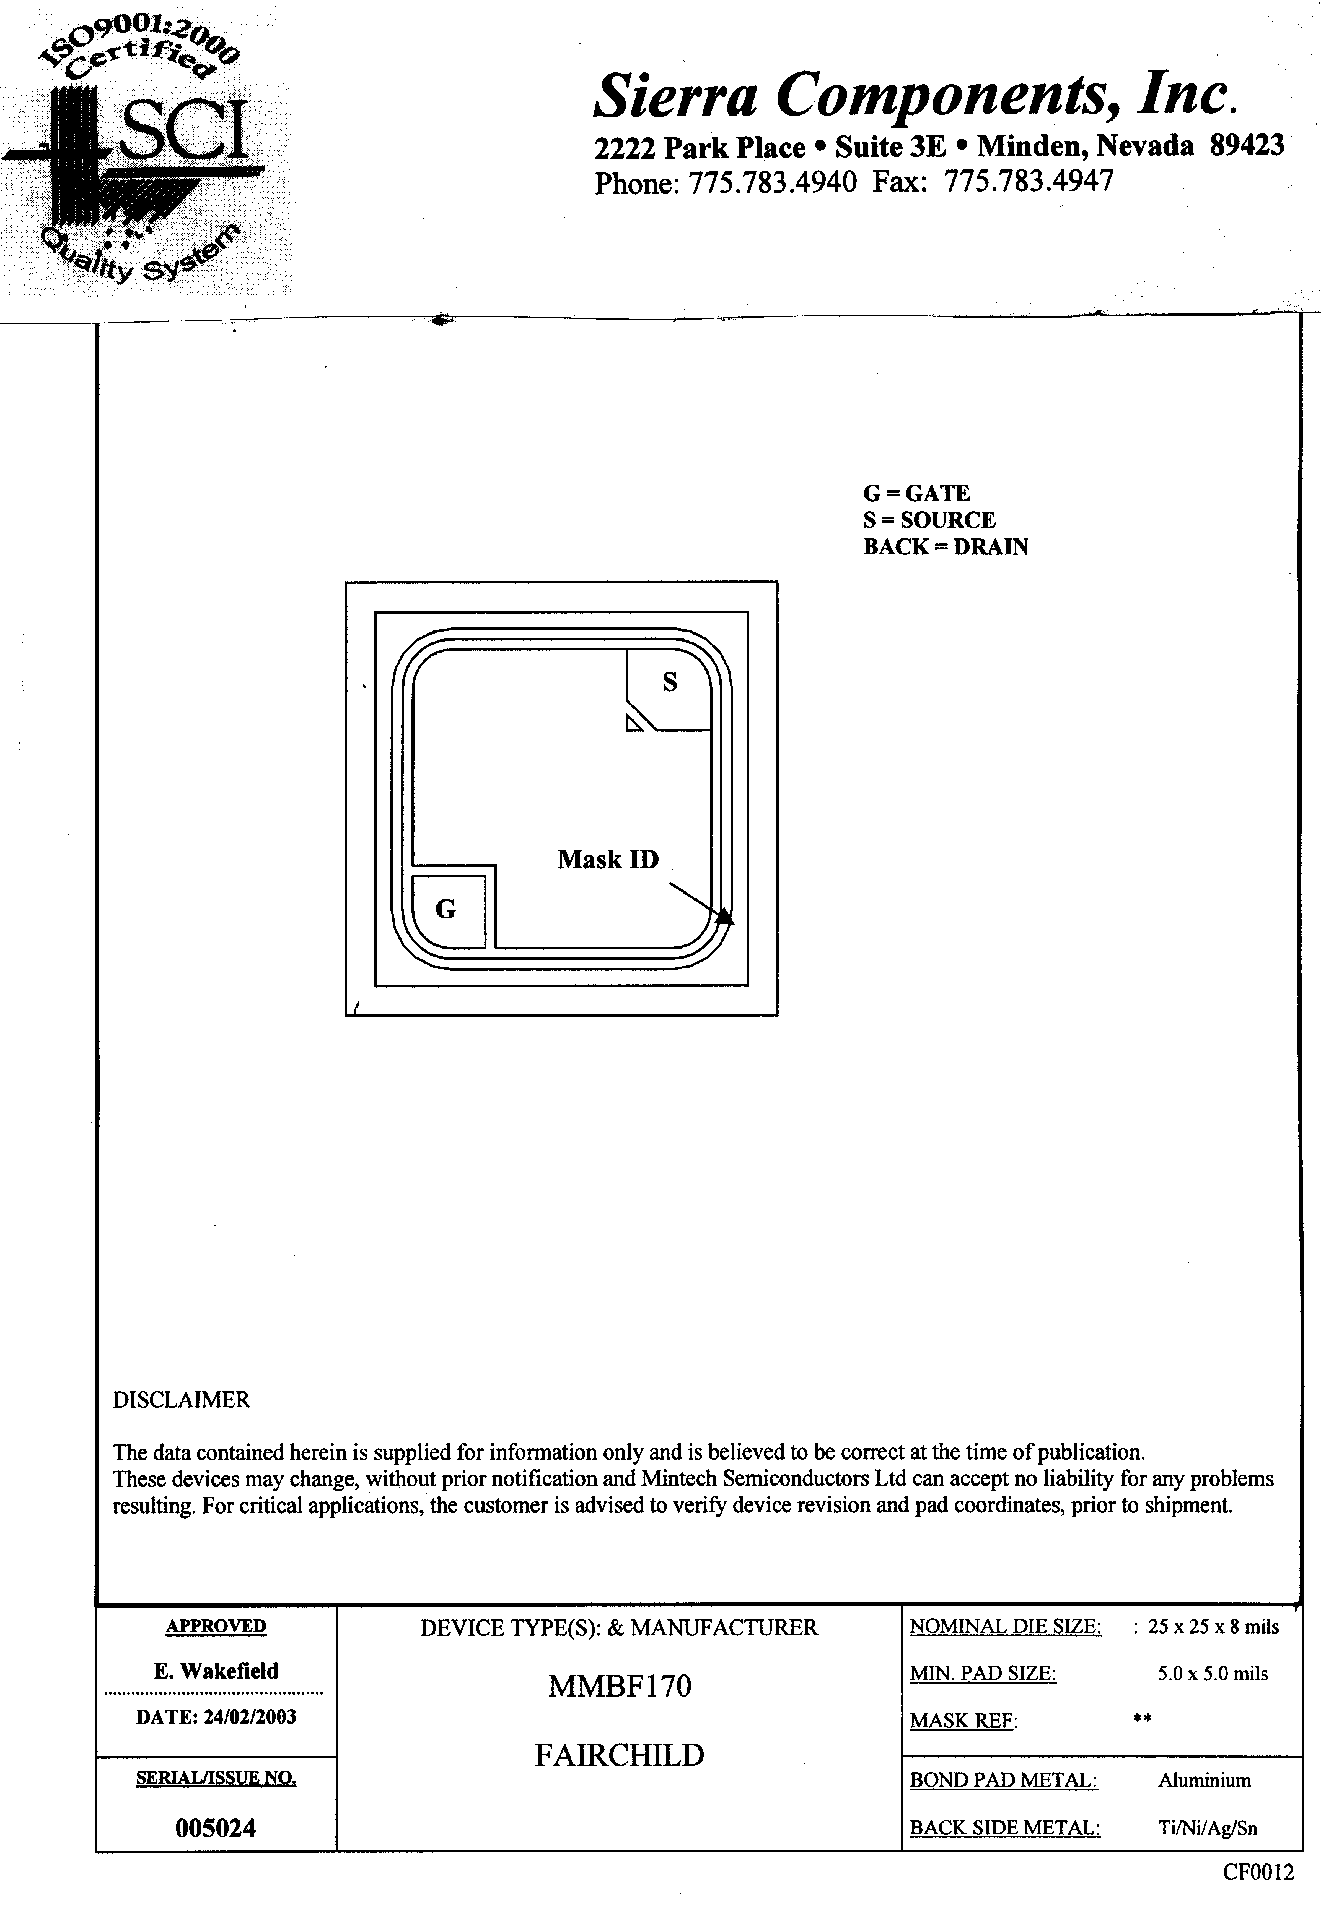 ISO9001:2000
Certified
SCI
Quality System
Sierra Components, Inc.
2222 Park Place • Suite 3E • Minden, Nevada 89423
Phone: 775.783.4940 Fax: 775.783.4947
G = GATE
S = SOURCE
BACK = DRAIN
S
Mask ID
G
DISCLAIMER
The data contained herein is supplied for information only and is believed to be correct at the time of publication.
These devices may change, without prior notification and Mintech Semiconductors Ltd can accept no liability for any problems
resulting. For critical applications, the customer is advised to verify device revision and pad coordinates, prior to shipment.
APPROVED
E. Wakefield
DATE: 24/02/2003
SERIAL/ISSUE NO.
005024
DEVICE TYPE(S): & MANUFACTURER
MMBF170
FAIRCHILD
NOMINAL DIE SIZE: : 25 x 25 x 8 mils
MIN. PAD SIZE: 5.0 x 5.0 mils
MASK REF: **
BOND PAD METAL: Aluminium
BACK SIDE METAL: Ti/Ni/Ag/Sn
CF0012